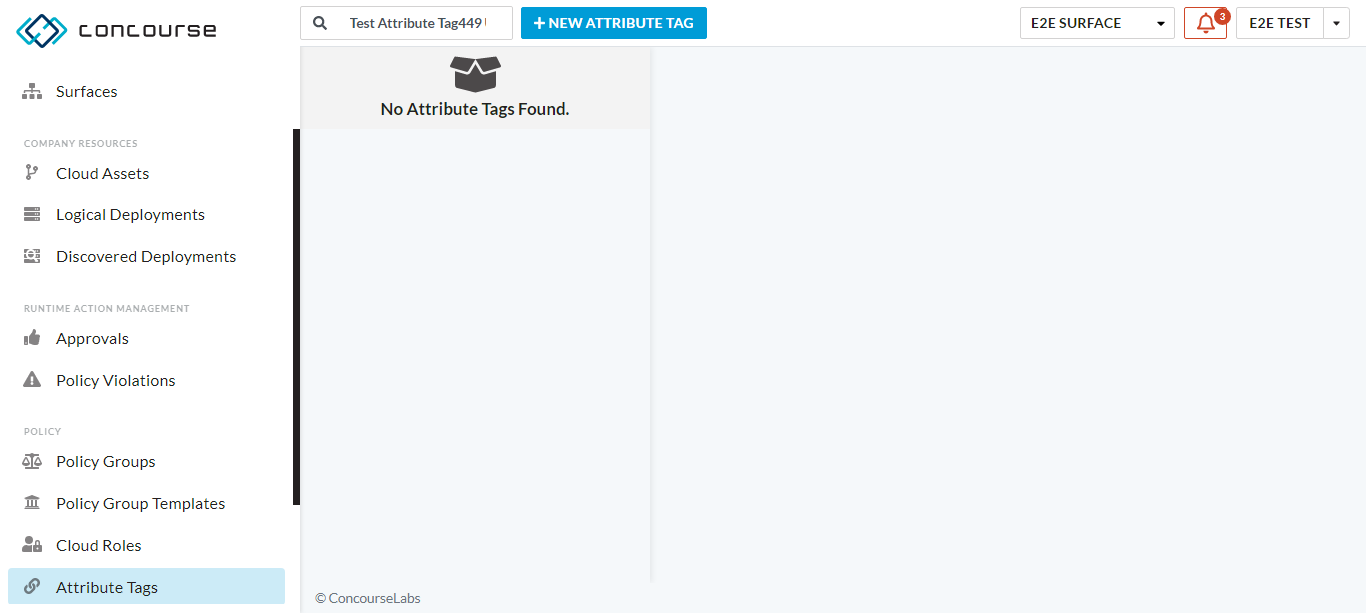 concourse
Test Attribute Tag449
NEW ATTRIBUTE TAG
E2E SURFACE
3
E2E TEST
Surfaces
COMPANY RESOURCES
Cloud Assets
Logical Deployments
Discovered Deployments
RUNTIME ACTION MANAGEMENT
Approvals
Policy Violations
POLICY
Policy Groups
Policy Group Templates
Cloud Roles
Attribute Tags
No Attribute Tags Found.
© ConcourseLabs